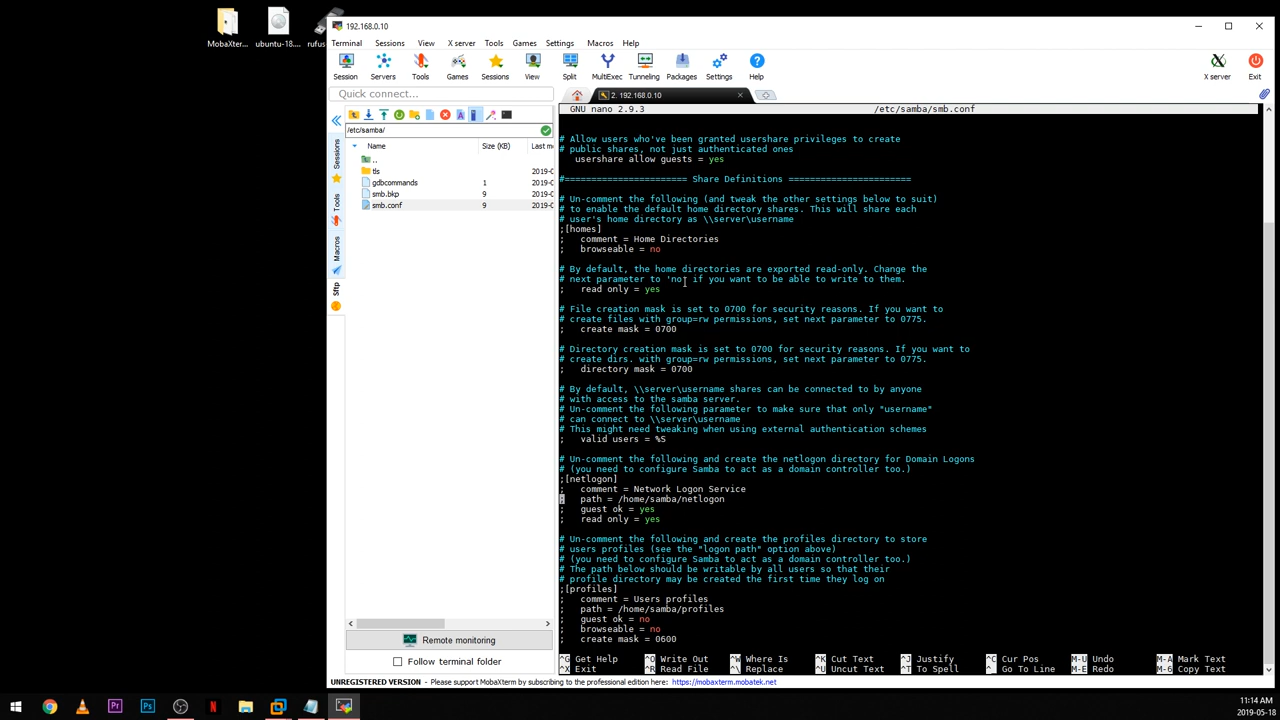 MobaXter...
ubuntu-18....
rufus
192.168.0.10
Terminal Sessions View X server Tools Games Settings Macros Help
Session Servers Tools Games Sessions View Split MultiExec Tunneling Packages Settings Help X server Exit
Quick connect...
2. 192.168.0.10
/etc/samba/
Name Size (KB) Last m
..
tls 2019-0
gdbcommands 1 2019-0
smb.bkp 9 2019-0
smb.conf 9 2019-0
Sessions
Tools
Macros
Sftp
Remote monitoring
Follow terminal folder
GNU nano 2.9.3 /etc/samba/smb.conf
# Allow users who've been granted usershare privileges to create
# public shares, not just authenticated ones
usershare allow guests = yes
#======================= Share Definitions =======================
# Un-comment the following (and tweak the other settings below to suit)
# to enable the default home directory shares. This will share each
# user's home directory as \\server\username
;[homes]
; comment = Home Directories
; browseable = no
# By default, the home directories are exported read-only. Change the
# next parameter to 'no' if you want to be able to write to them.
; read only = yes
# File creation mask is set to 0700 for security reasons. If you want to
# create files with group=rw permissions, set next parameter to 0775.
; create mask = 0700
# Directory creation mask is set to 0700 for security reasons. If you want to
# create dirs. with group=rw permissions, set next parameter to 0775.
; directory mask = 0700
# By default, \\server\username shares can be connected to by anyone
# with access to the samba server.
# Un-comment the following parameter to make sure that only "username"
# can connect to \\server\username
# This might need tweaking when using external authentication schemes
; valid users = %S
# Un-comment the following and create the netlogon directory for Domain Logons
# (you need to configure Samba to act as a domain controller too.)
;[netlogon]
; comment = Network Logon Service
; path = /home/samba/netlogon
; guest ok = yes
; read only = yes
# Un-comment the following and create the profiles directory to store
# users profiles (see the "logon path" option above)
# (you need to configure Samba to act as a domain controller too.)
# The path below should be writable by all users so that their
# profile directory may be created the first time they log on
;[profiles]
; comment = Users profiles
; path = /home/samba/profiles
; guest ok = no
; browseable = no
; create mask = 0600
^G Get Help ^O Write Out ^W Where Is ^K Cut Text ^J Justify ^C Cur Pos M-U Undo M-A Mark Text
^X Exit ^R Read File ^\ Replace ^U Uncut Text ^T To Spell ^_ Go To Line M-E Redo M-6 Copy Text
UNREGISTERED VERSION - Please support MobaXterm by subscribing to the professional edition here: https://mobaxterm.mobatek.net
Pr
Ps
N
11:14 AM
2019-05-18